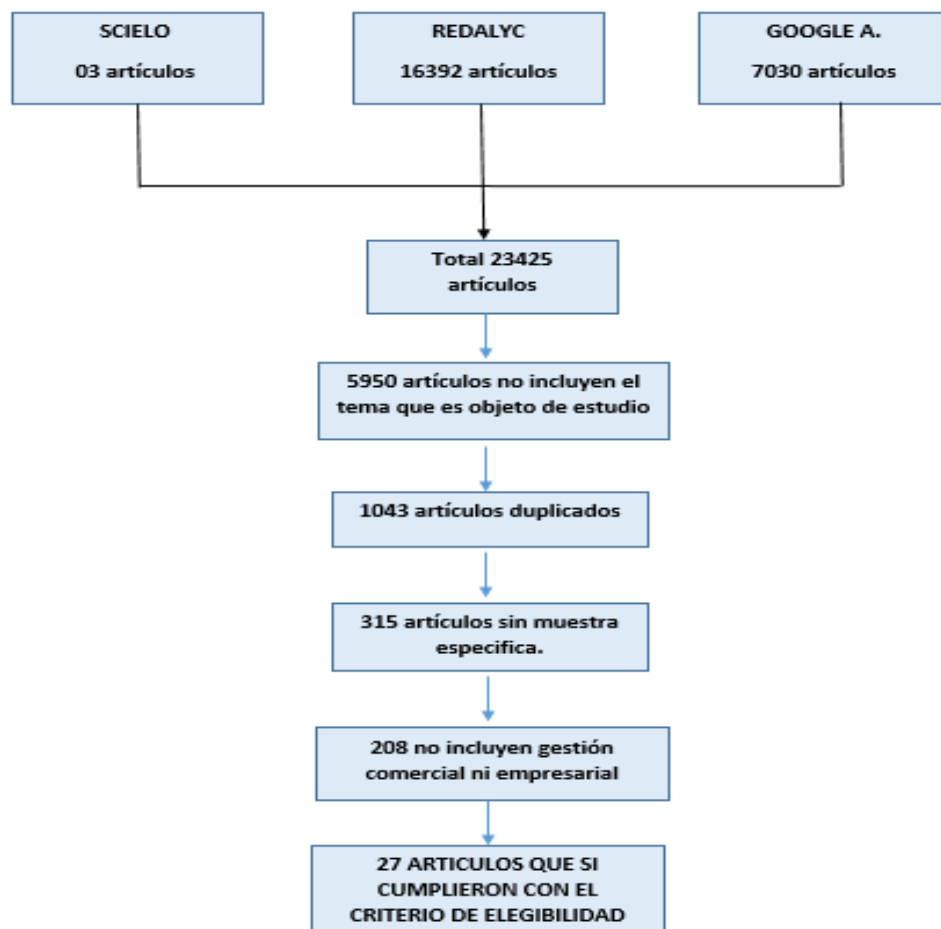 SCIELO
03 artículos
REDALYC
16392 artículos
GOOGLE A.
7030 artículos
Total 23425
artículos
5950 artículos no incluyen el
tema que es objeto de estudio
1043 artículos duplicados
315 artículos sin muestra
especifica.
208 no incluyen gestión
comercial ni empresarial
27 ARTICULOS QUE SI
CUMPLIERON CON EL
CRITERIO DE ELEGIBILIDAD